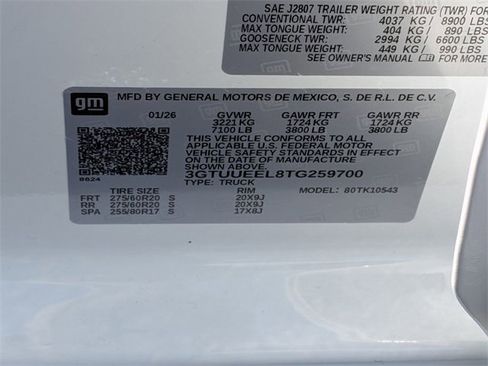 SAE J2807 TRAILER WEIGHT RATING (TWR) FOR
CONVENTIONAL TWR: 4037 KG / 8900 LBS
MAX TONGUE WEIGHT: 404 KG / 890 LBS
GOOSENECK TWR: 2994 KG / 6600 LBS
MAX TONGUE WEIGHT: 449 KG / 990 LBS
SEE OWNER'S MANUAL FOR MORE
gm
MFD BY GENERAL MOTORS DE MEXICO, S. DE R.L. DE C.V.
01/26 GVWR GAWR FRT GAWR RR
3221 KG 1724 KG 1724 KG
7100 LB 3800 LB 3800 LB
THIS VEHICLE CONFORMS TO ALL
APPLICABLE U.S. FEDERAL MOTOR
VEHICLE SAFETY AND THEFT PREVENTION
STANDARDS IN EFFECT ON THE DATE OF MANUFACTURE
SHOWN ABOVE.
3GTUUEEL8TG259700
8624 TYPE: TRUCK MODEL: 80TK10543
TIRE SIZE RIM
FRT 275/60R20 S 20X9J
RR 275/60R20 S 20X9J
SPA 255/80R17 S 17X8J